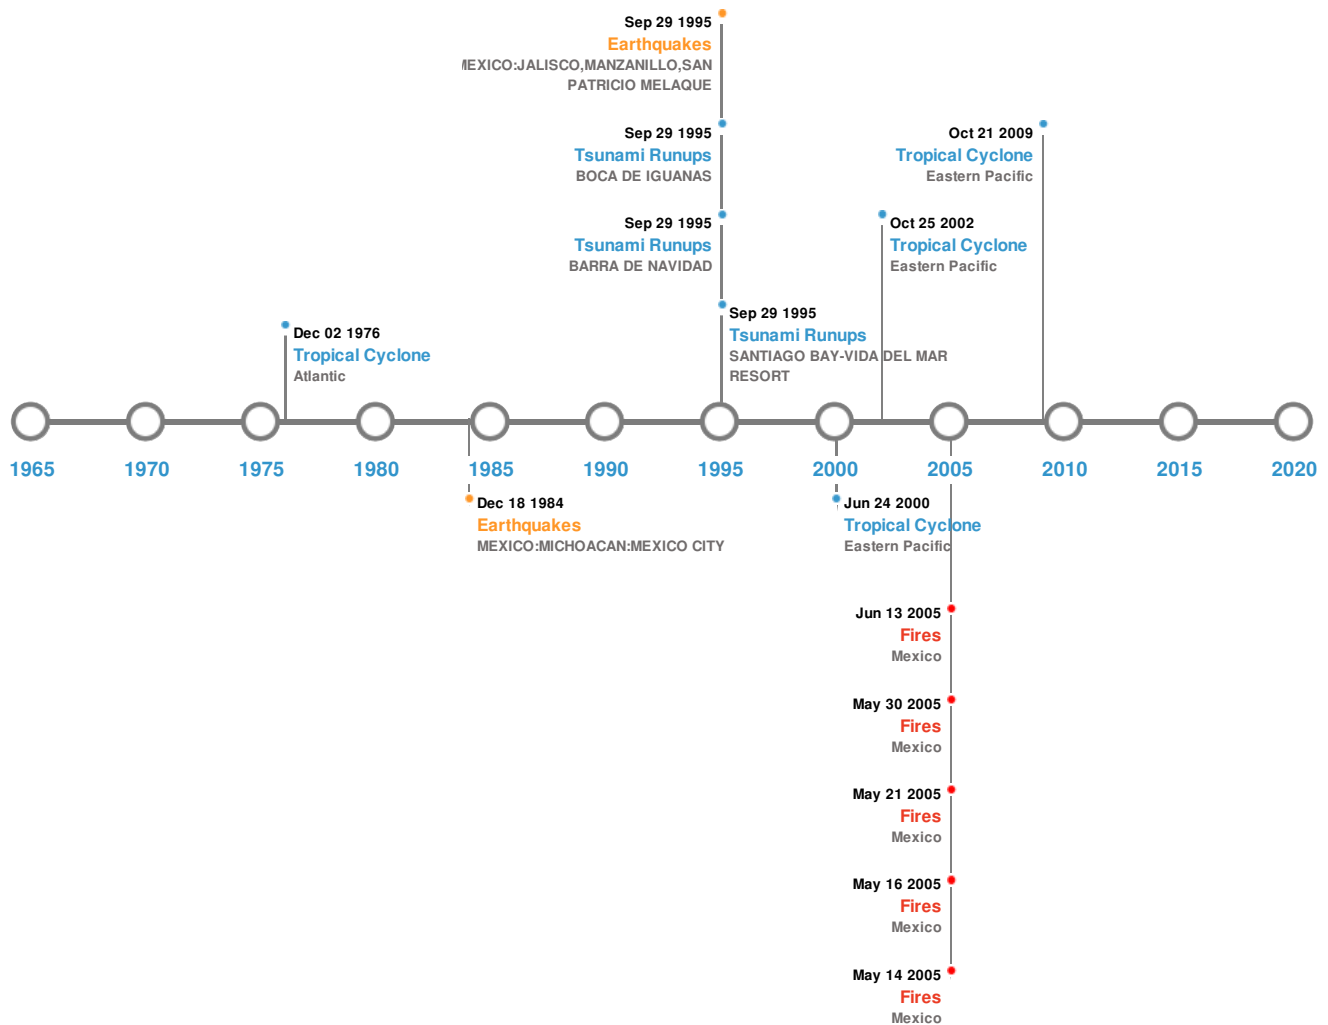 Sep 29 1995
Earthquakes
MEXICO:JALISCO,MANZANILLO,SAN
PATRICIO MELAQUE
Sep 29 1995
Tsunami Runups
BOCA DE IGUANAS
Oct 21 2009
Tropical Cyclone
Eastern Pacific
Sep 29 1995
Tsunami Runups
BARRA DE NAVIDAD
Oct 25 2002
Tropical Cyclone
Eastern Pacific
Sep 29 1995
Tsunami Runups
SANTIAGO BAY-VIDA DEL MAR
RESORT
Dec 02 1976
Tropical Cyclone
Atlantic
1965 1970 1975 1980 1985 1990 1995 2000 2005 2010 2015 2020
Dec 18 1984
Earthquakes
MEXICO:MICHOACAN:MEXICO CITY
Jun 24 2000
Tropical Cyclone
Eastern Pacific
Jun 13 2005
Fires
Mexico
May 30 2005
Fires
Mexico
May 21 2005
Fires
Mexico
May 16 2005
Fires
Mexico
May 14 2005
Fires
Mexico